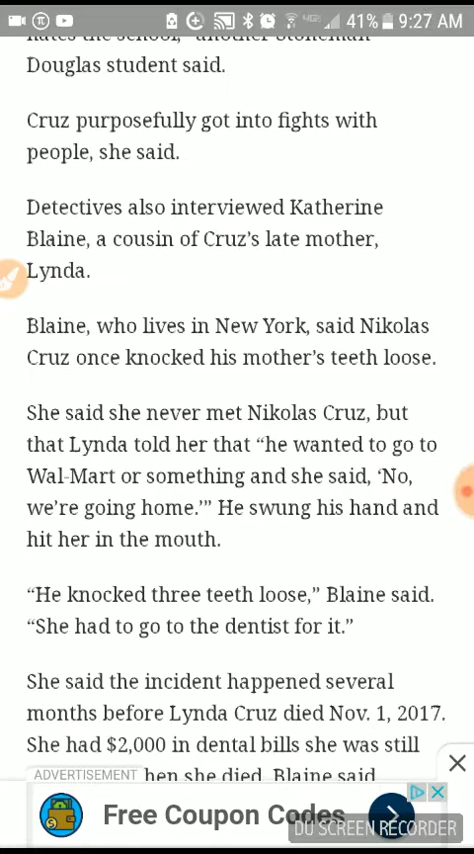 41% 9:27 AM
hates the school," another Stoneman
Douglas student said.
Cruz purposefully got into fights with
people, she said.
Detectives also interviewed Katherine
Blaine, a cousin of Cruz’s late mother,
Lynda.
Blaine, who lives in New York, said Nikolas
Cruz once knocked his mother’s teeth loose.
She said she never met Nikolas Cruz, but
that Lynda told her that “he wanted to go to
Wal-Mart or something and she said, ‘No,
we’re going home.’” He swung his hand and
hit her in the mouth.
“He knocked three teeth loose,” Blaine said.
“She had to go to the dentist for it.”
She said the incident happened several
months before Lynda Cruz died Nov. 1, 2017.
She had $2,000 in dental bills she was still
hen she died, Blaine said
ADVERTISEMENT
Free Coupon Codes
DU SCREEN RECORDER